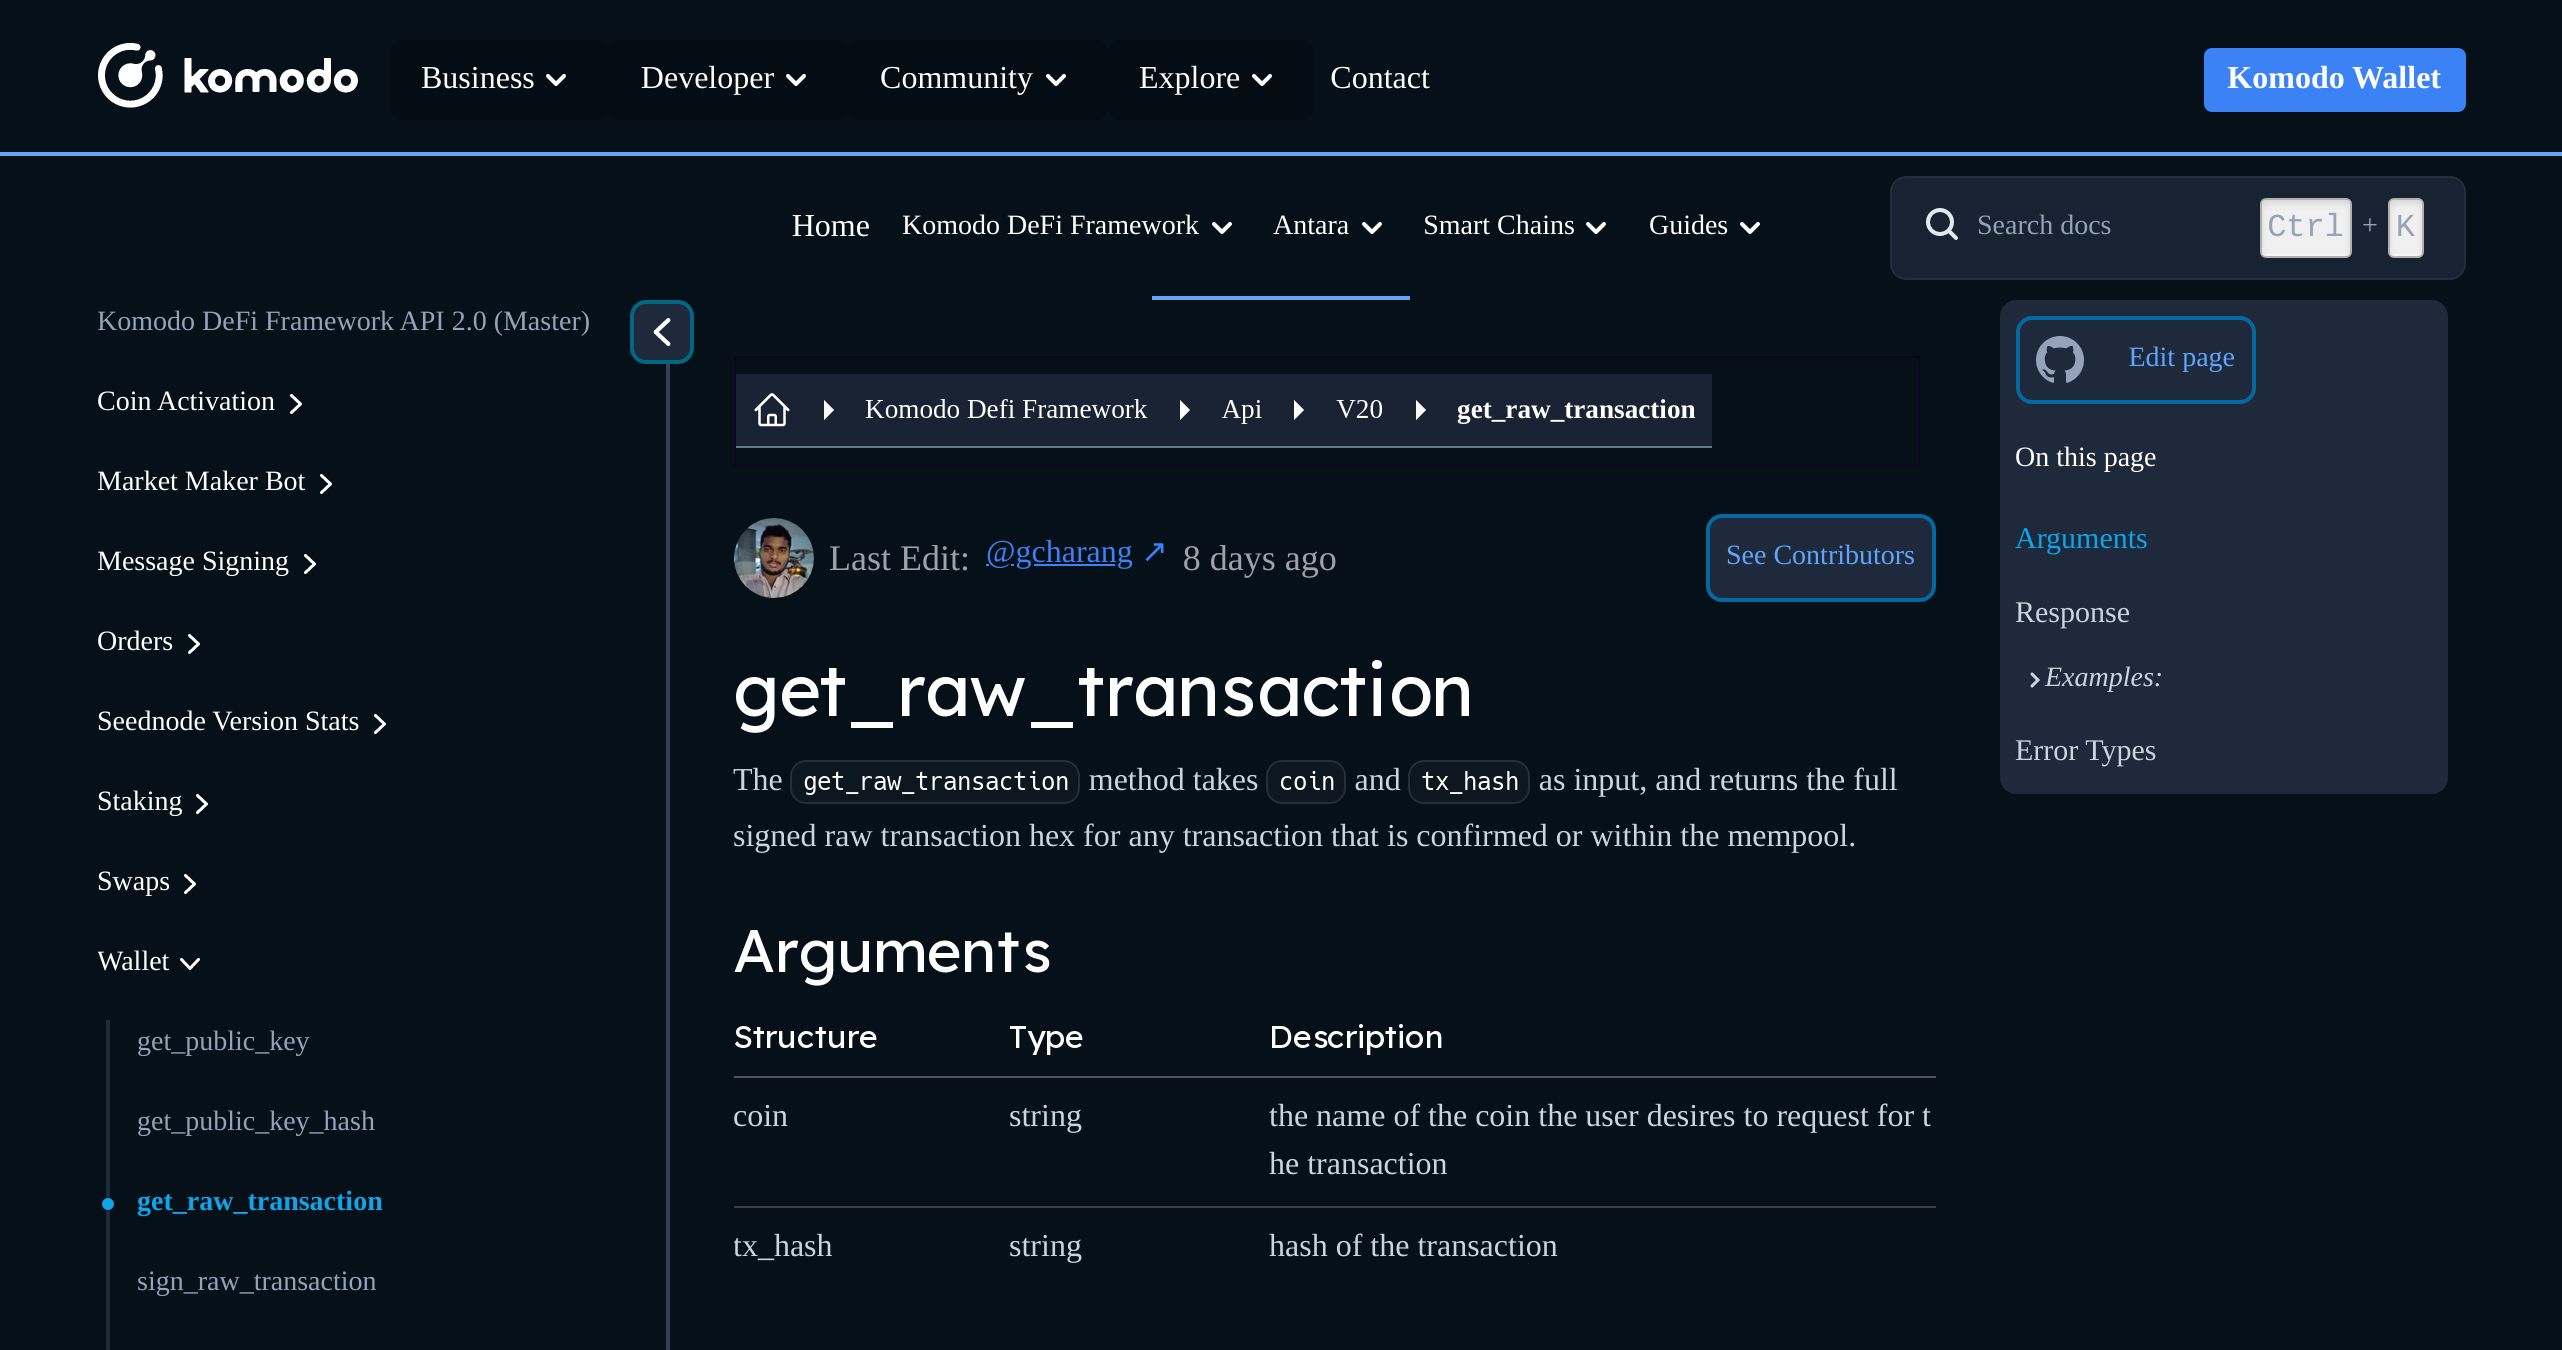 komodo
Business
Developer
Community
Explore
Contact
Komodo Wallet
Home
Komodo DeFi Framework
Antara
Smart Chains
Guides
Search docs
Ctrl + K
Komodo DeFi Framework API 2.0 (Master)
Coin Activation
Market Maker Bot
Message Signing
Orders
Seednode Version Stats
Staking
Swaps
Wallet
get_public_key
get_public_key_hash
get_raw_transaction
sign_raw_transaction
Komodo Defi Framework
Api
V20
get_raw_transaction
Last Edit: @gcharang ↗ 8 days ago
See Contributors
get_raw_transaction
The get_raw_transaction method takes coin and tx_hash as input, and returns the full
signed raw transaction hex for any transaction that is confirmed or within the mempool.
Arguments
Structure Type Description
coin string the name of the coin the user desires to request for t
he transaction
tx_hash string hash of the transaction
Edit page
On this page
Arguments
Response
Examples:
Error Types